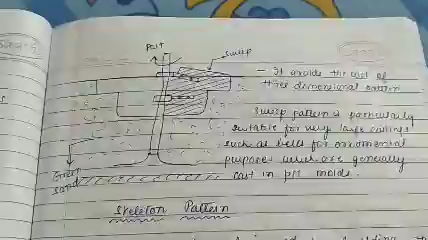 Post
Sweep
- It avoids the cost of
three dimensional pattern
Sweep pattern is particularly
suitable for very large castings
such as bells for ornamental
purpose which are generally
cast in pit molds.
Green
sand
Skeleton Pattern